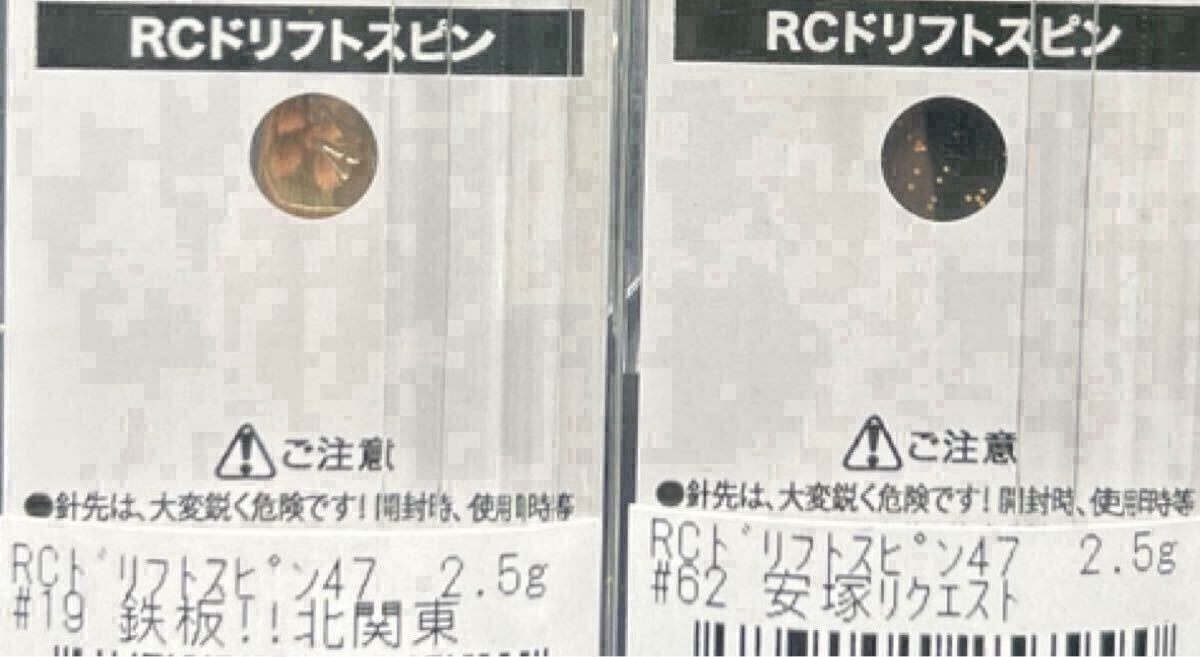 RCドリフトスピン
ご注意
●針先は、大変鋭く危険です!開封時、使用時等
RCドリフトスピン47 2.5g
#19 鉄板!!北関東
RCドリフトスピン
ご注意
●針先は、大変鋭く危険です!開封時、使用時等
RCドリフトスピン47 2.5g
#62 安塚リクエスト